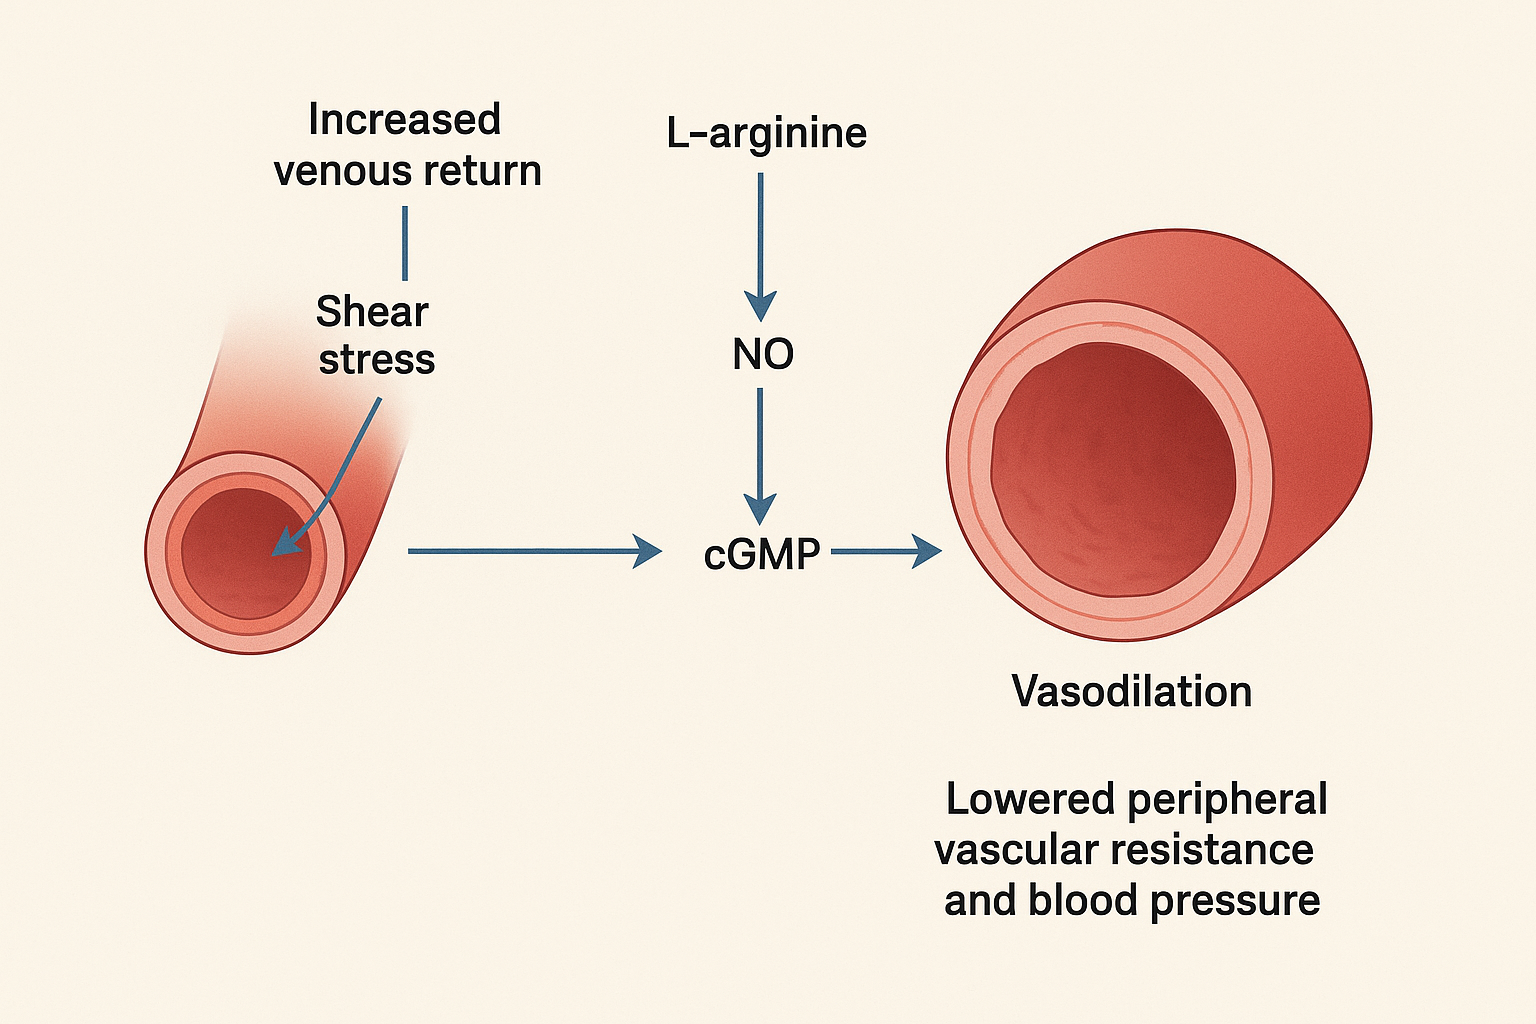 Increased
venous return
Shear
stress
L–arginine
NO
cGMP
Vasodilation
Lowered peripheral
vascular resistance
and blood pressure